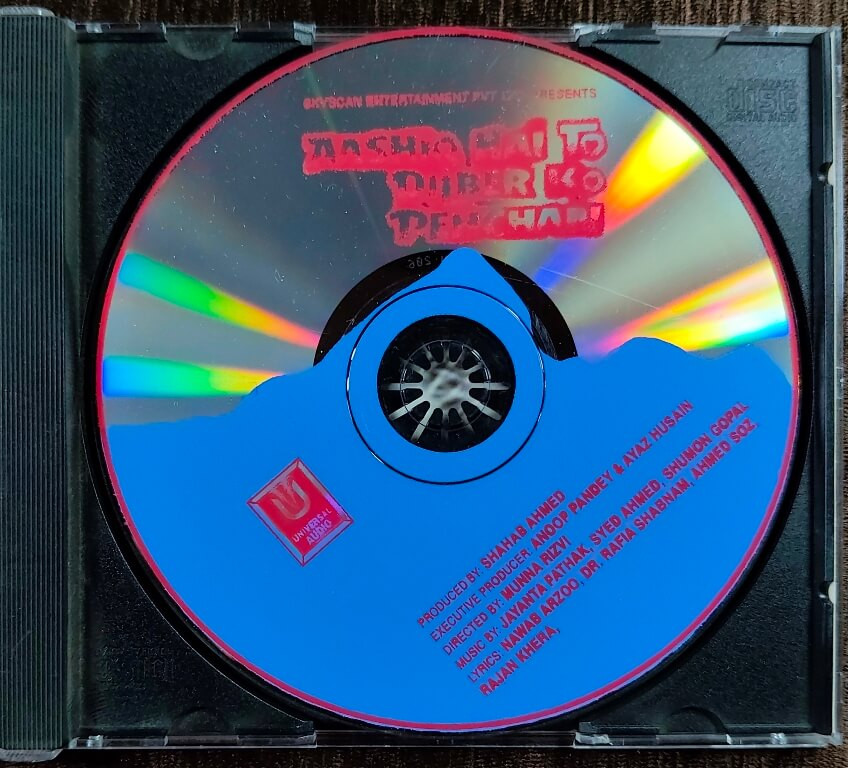 SKYSCAN ENTERTAINMENT PVT LTD. PRESENTS
AASHIQ HAI TO
DIIBER KO
DEKHHABI
COMPACT
disc
DIGITAL AUDIO
UNIVERSAL
AUDIO
PRODUCED BY: SHAHAB AHMED
EXECUTIVE PRODUCER: ANOOP PANDEY & AYAZ HUSAIN
DIRECTED BY: MUNNA RIZVI
MUSIC BY: JAYANTA PATHAK, SYED AHMED, SHUMON GOPAL
LYRICS: NAWAB ARZOO, DR. RAFIA SHABNAM, AHMED SOZ,
RAJAN KHERA,